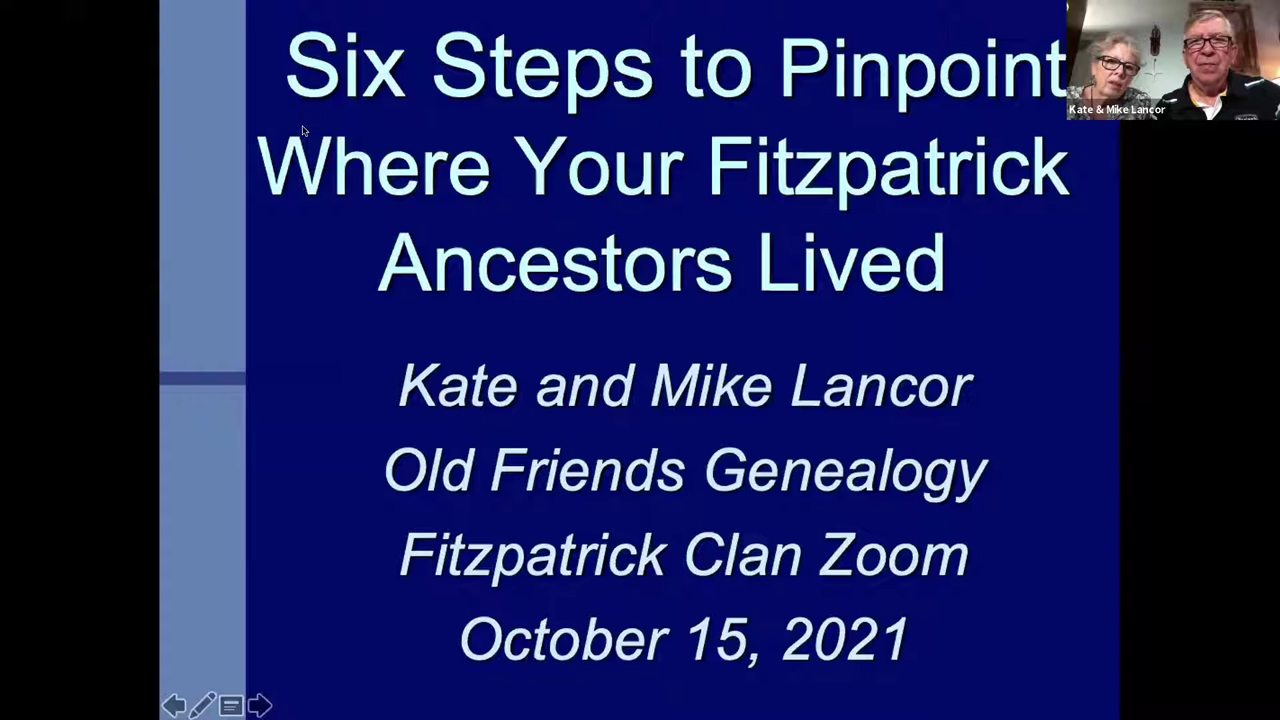 Six Steps to Pinpoint
Where Your Fitzpatrick
Ancestors Lived
Kate and Mike Lancor
Old Friends Genealogy
Fitzpatrick Clan Zoom
October 15, 2021
Kate & Mike Lancor